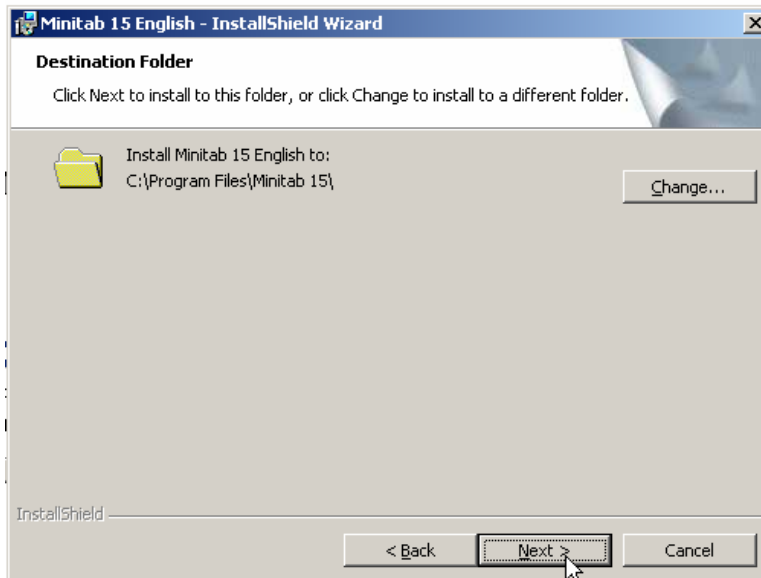 Minitab 15 English - InstallShield Wizard
Destination Folder
Click Next to install to this folder, or click Change to install to a different folder.
Install Minitab 15 English to:
C:\Program Files\Minitab 15\
Change...
InstallShield
< Back
Next >
Cancel